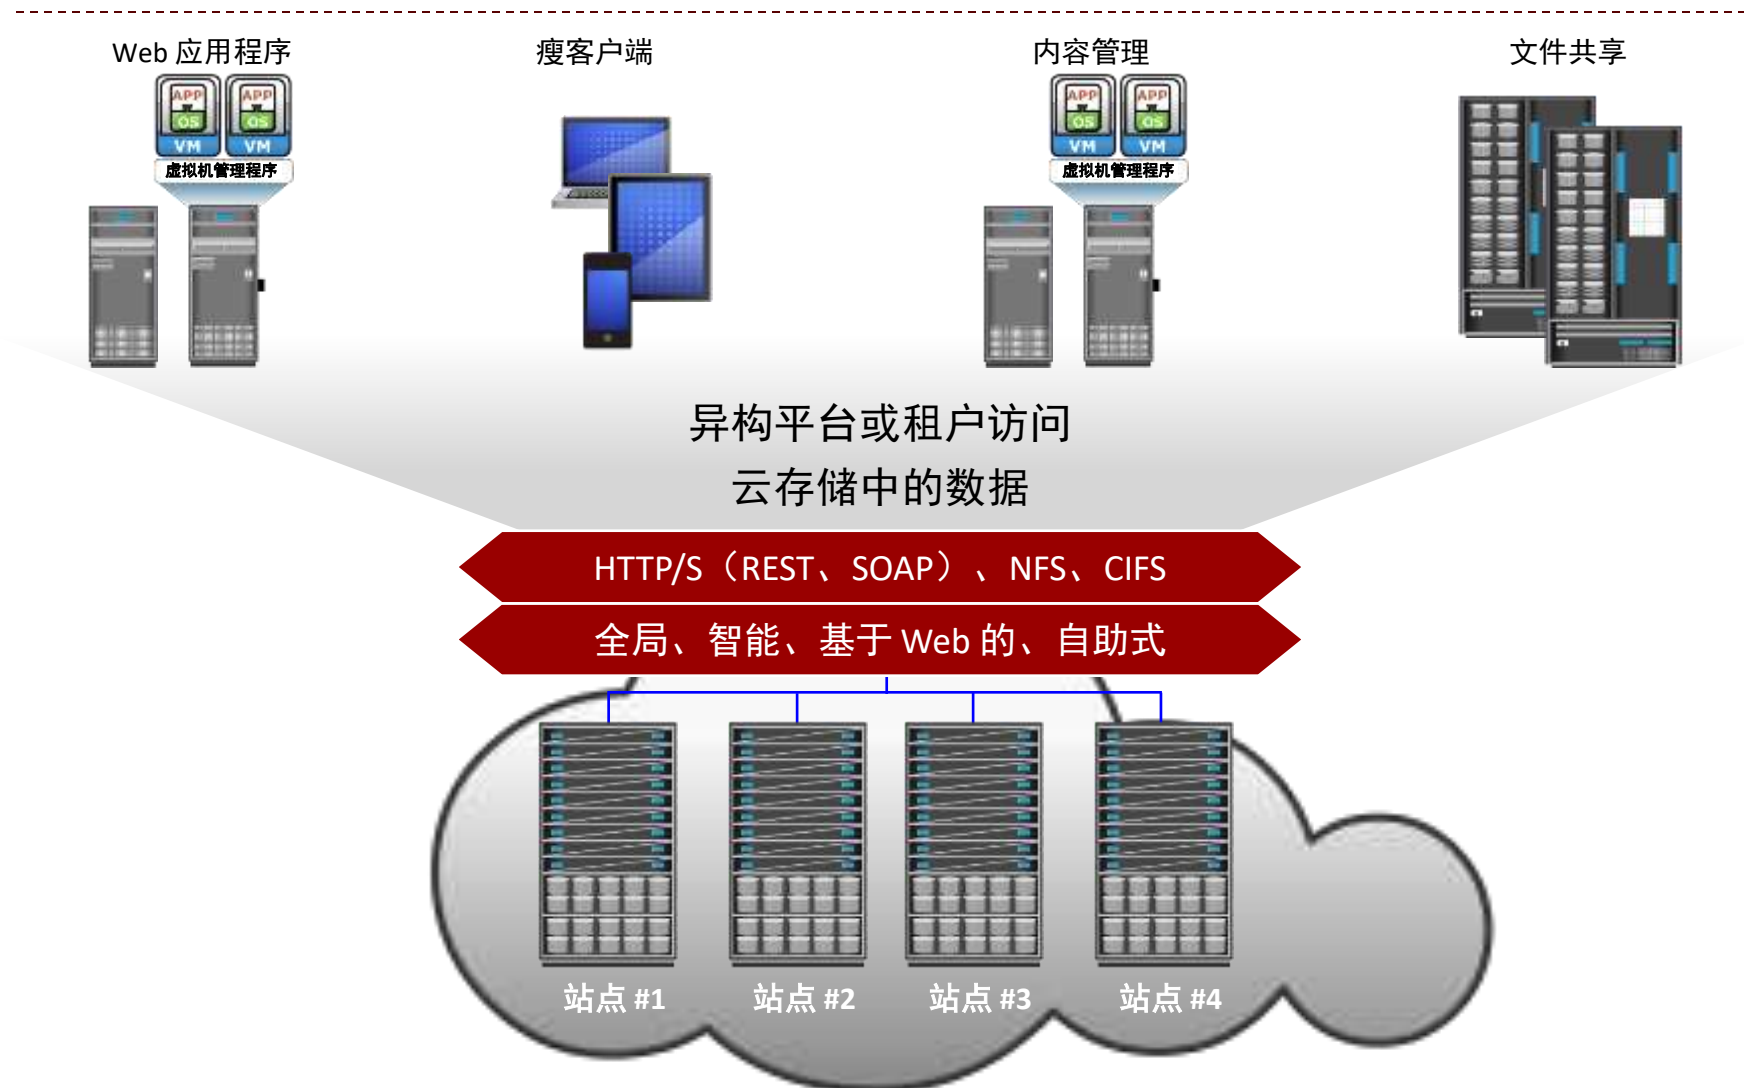 Web 应用程序
瘦客户端
内容管理
文件共享
APP
OS
VM
APP
OS
VM
虚拟机管理程序
APP
OS
VM
APP
OS
VM
虚拟机管理程序
异构平台或租户访问
云存储中的数据
HTTP/S（REST、SOAP）、NFS、CIFS
全局、智能、基于 Web 的、自助式
站点 #1
站点 #2
站点 #3
站点 #4